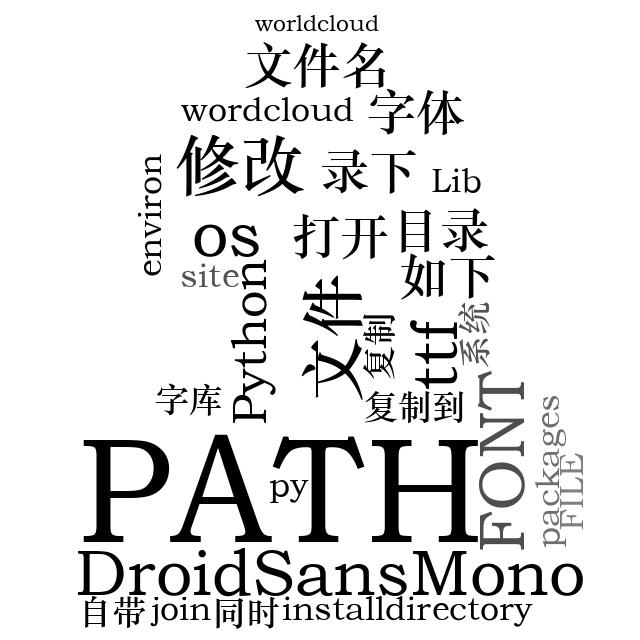 worldcloud
文件名
wordcloud
字体
修改
录下
Lib
environ
os
打开
目录
site
如下
Python
文件
复制
ttf
系统
字库
复制到
PATH
py
FONT
packages
FILE
DroidSansMono
自带
join
同时
installdirectory